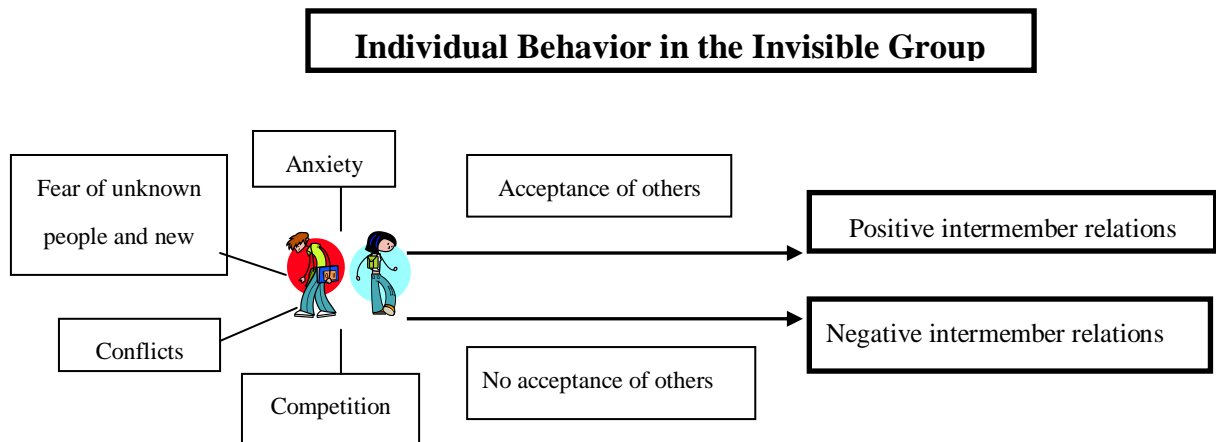 Individual Behavior in the Invisible Group
Anxiety
Fear of unknown
people and new
Acceptance of others
Positive intermember relations
Conflicts
Negative intermember relations
No acceptance of others
Competition